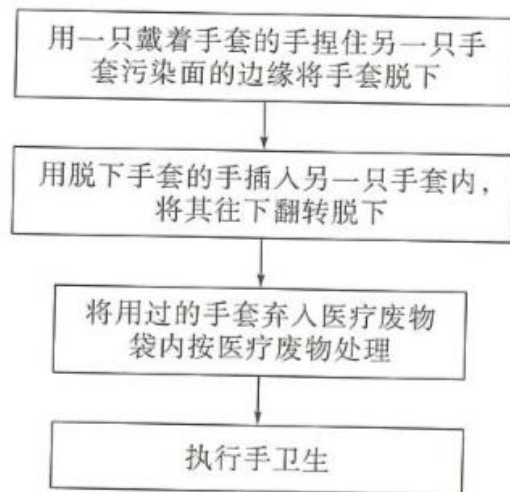 用一只戴着手套的手捏住另一只手
套污染面的边缘将手套脱下
用脱下手套的手插入另一只手套内，
将其往下翻转脱下
将用过的手套弃入医疗废物
袋内按医疗废物处理
执行手卫生